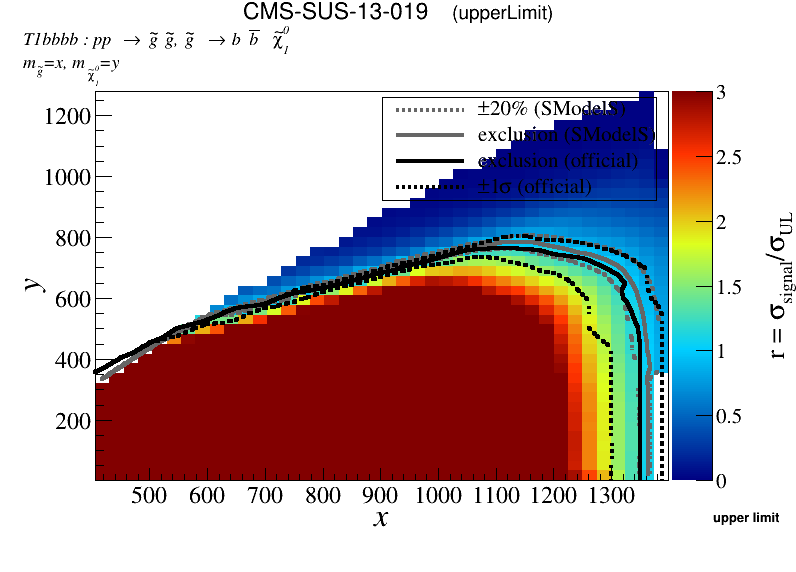 CMS-SUS-13-019 (upperLimit)
T1bbbb : pp → g̃ g̃, g̃ → b b̅ χ̃⁰₁
m_g̃=x, m_χ̃⁰₁=y
±20% (SModelS)
exclusion (SModelS)
exclusion (official)
±1σ (official)
1200
1000
800
600
400
200
y
500 600 700 800 900 1000 1100 1200 1300
x
3
2.5
2
1.5
1
0.5
0
r = σ_signal/σ_UL
upper limit